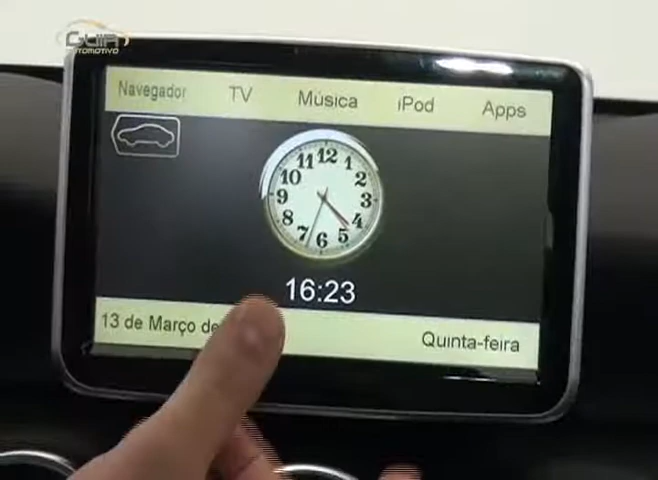 GUIA
AUTOMOTIVO
Navegador TV Música iPod Apps
11 12 1
10 2
9 3
8 4
7 6 5
16:23
13 de Março de
Quinta-feira